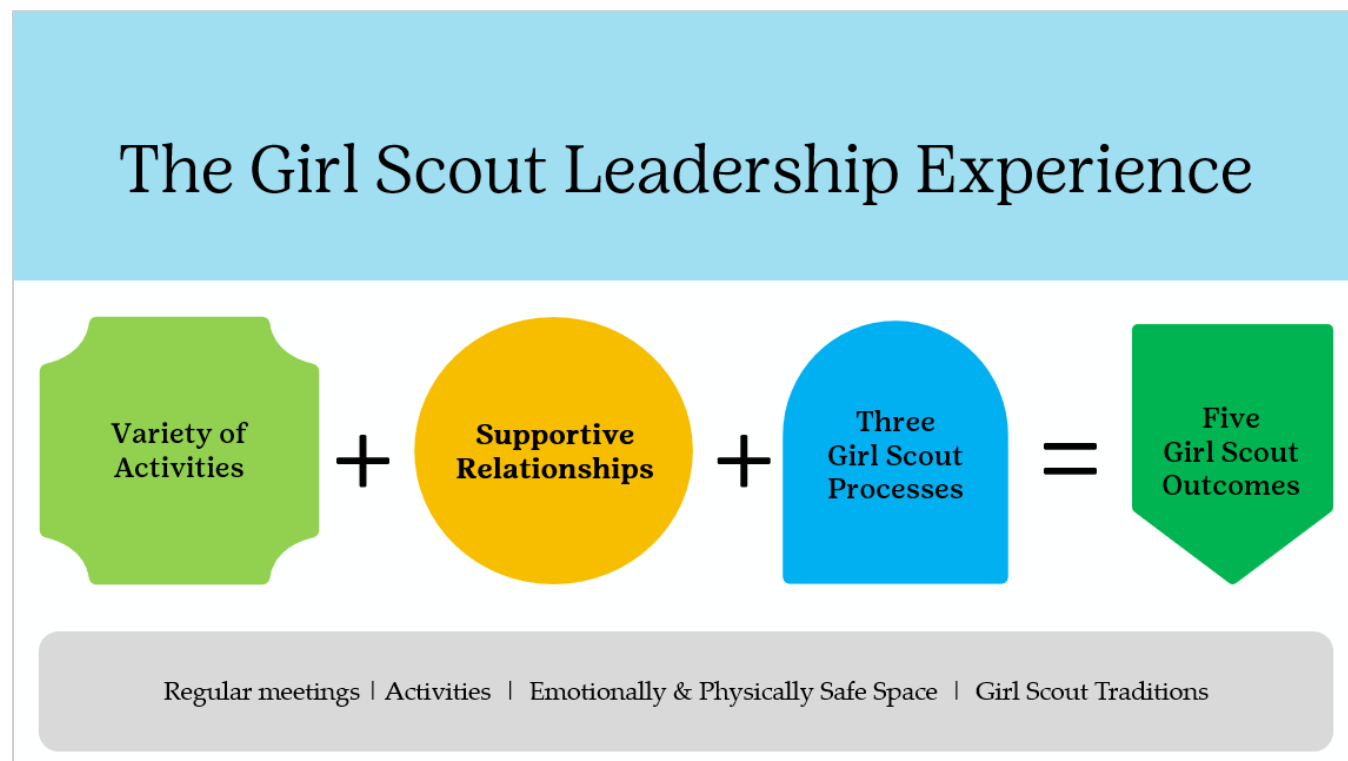 The Girl Scout Leadership Experience
Variety of
Activities
+
Supportive
Relationships
+
Three
Girl Scout
Processes
=
Five
Girl Scout
Outcomes
Regular meetings | Activities | Emotionally & Physically Safe Space | Girl Scout Traditions